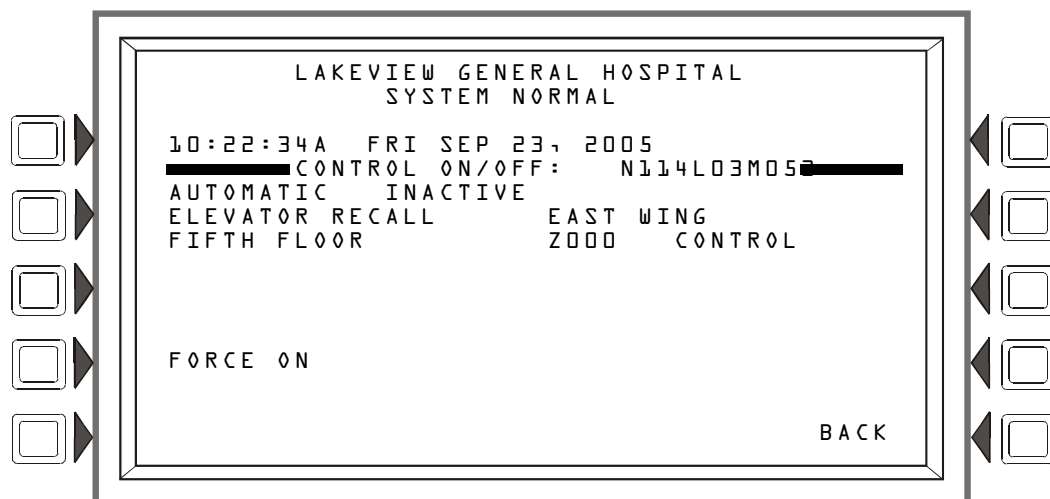 LAKEVIEW GENERAL HOSPITAL
SYSTEM NORMAL
10:22:34A FRI SEP 23, 2005
CONTROL ON/OFF: N114L03M053
AUTOMATIC INACTIVE
ELEVATOR RECALL EAST WING
FIFTH FLOOR Z000 CONTROL
FORCE ON
BACK